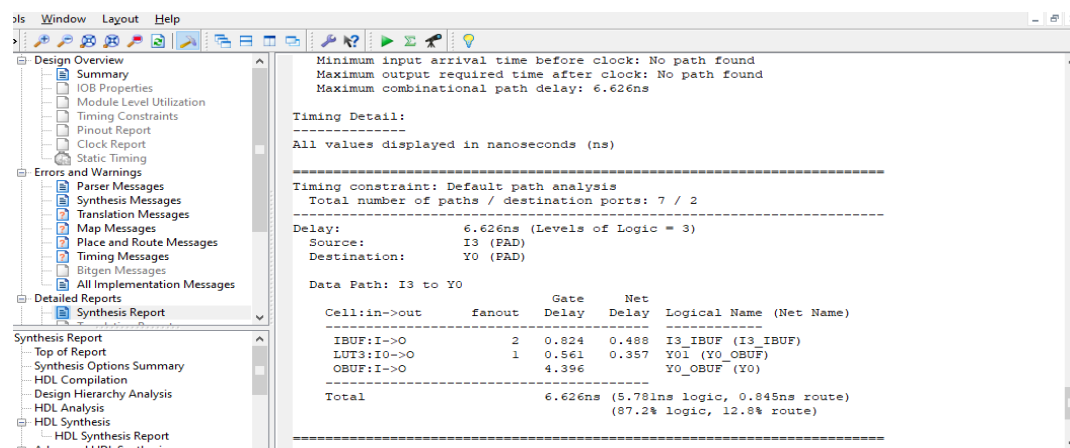 ols Window Layout Help
Design Overview
Summary
IOB Properties
Module Level Utilization
Timing Constraints
Pinout Report
Clock Report
Static Timing
Errors and Warnings
Parser Messages
Synthesis Messages
Translation Messages
Map Messages
Place and Route Messages
Timing Messages
Bitgen Messages
All Implementation Messages
Detailed Reports
Synthesis Report
Synthesis Report
Top of Report
Synthesis Options Summary
HDL Compilation
Design Hierarchy Analysis
HDL Analysis
HDL Synthesis
HDL Synthesis Report
Minimum input arrival time before clock: No path found
Maximum output required time after clock: No path found
Maximum combinational path delay: 6.626ns
Timing Detail:
--------------
All values displayed in nanoseconds (ns)
=========================================================================
Timing constraint: Default path analysis
Total number of paths / destination ports: 7 / 2
-------------------------------------------------------------------------
Delay: 6.626ns (Levels of Logic = 3)
Source: I3 (PAD)
Destination: Y0 (PAD)
Data Path: I3 to Y0
Gate Net
Cell:in->out fanout Delay Delay Logical Name (Net Name)
---------------------------------------- ------------
IBUF:I->O 2 0.824 0.488 I3_IBUF (I3_IBUF)
LUT3:I0->O 1 0.561 0.357 Y01 (Y0_OBUF)
OBUF:I->O 4.396 Y0_OBUF (Y0)
----------------------------------------
Total 6.626ns (5.781ns logic, 0.845ns route)
(87.2% logic, 12.8% route)
=========================================================================